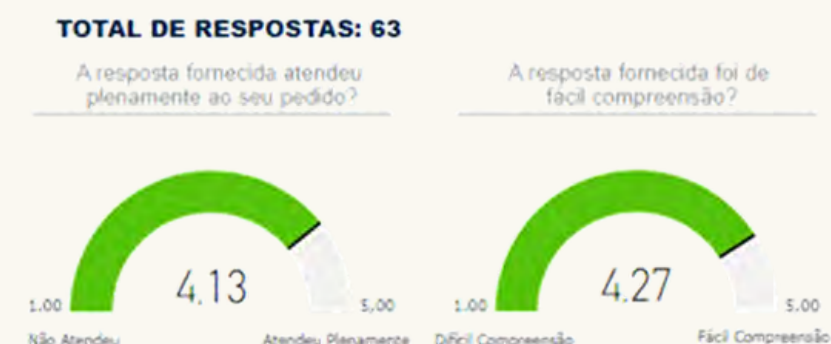 TOTAL DE RESPOSTAS: 63
A resposta fornecida atendeu
plenamente ao seu pedido?
4.13
1.00
5,00
Não Atendeu
Atendeu Plenamente
A resposta fornecida foi de
fácil compreensão?
4.27
1.00
5.00
Difícil Compreensão
Fácil Compreensão